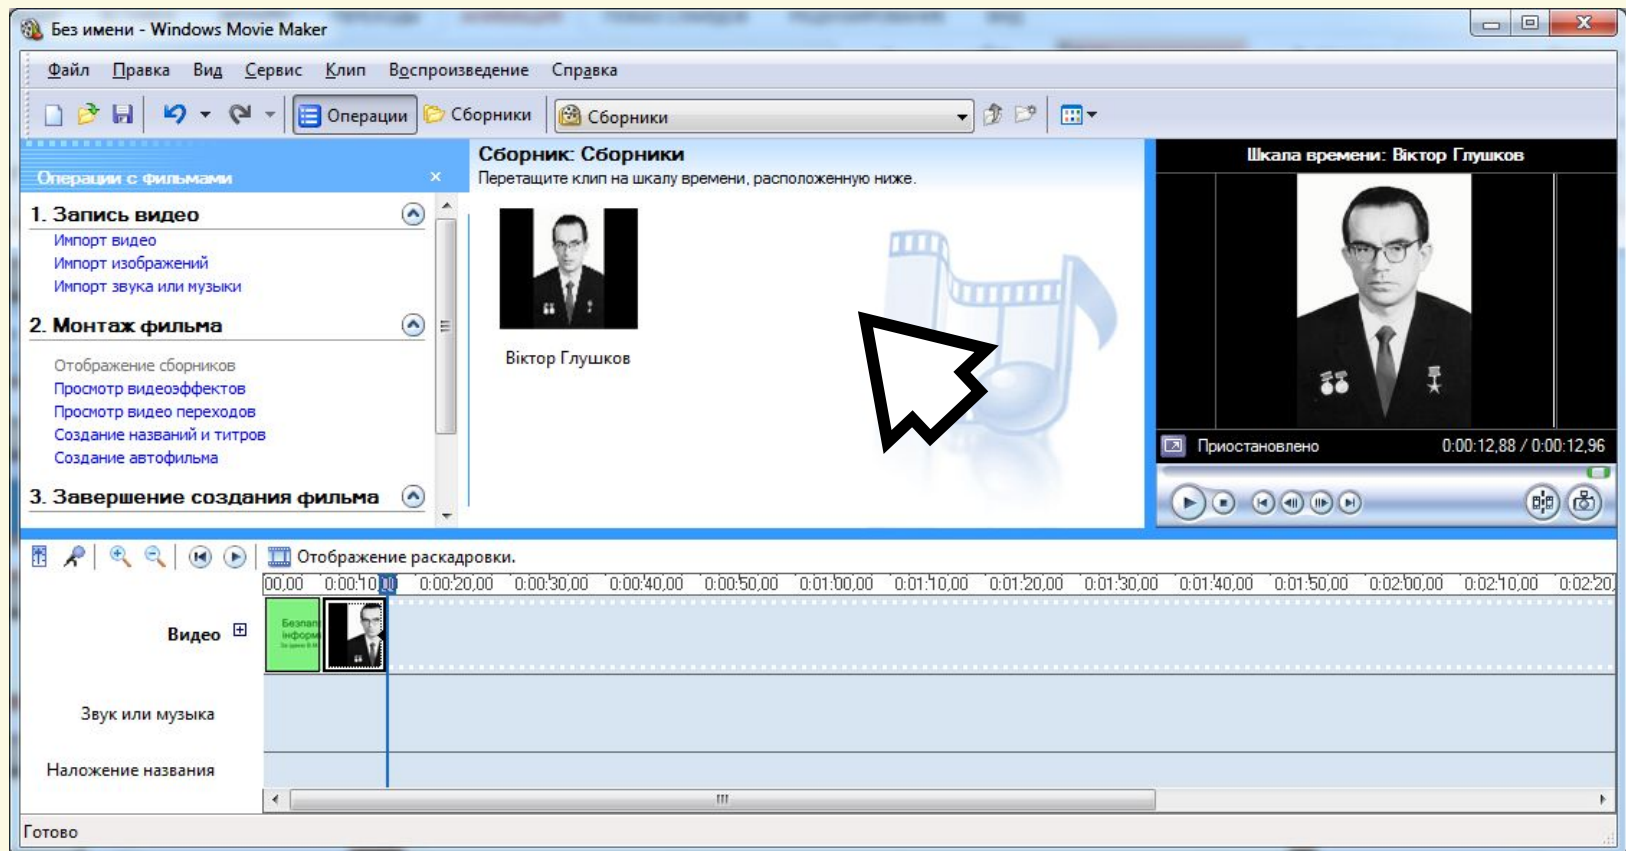 Без имени - Windows Movie Maker
Файл Правка Вид Сервис Клип Воспроизведение Справка
Операции Сборники Сборники
Операции с фильмами ×
1. Запись видео
Импорт видео
Импорт изображений
Импорт звука или музыки
2. Монтаж фильма
Отображение сборников
Просмотр видеоэффектов
Просмотр видео переходов
Создание названий и титров
Создание автофильма
3. Завершение создания фильма
Сборник: Сборники
Перетащите клип на шкалу времени, расположенную ниже.
Віктор Глушков
Шкала времени: Віктор Глушков
Приостановлено 0:00:12,88 / 0:00:12,96
Отображение раскадровки.
00,00 0:00:10,00 0:00:20,00 0:00:30,00 0:00:40,00 0:00:50,00 0:01:00,00 0:01:10,00 0:01:20,00 0:01:30,00 0:01:40,00 0:01:50,00 0:02:00,00 0:02:10,00 0:02:20,
Видео
Звук или музыка
Наложение названия
Готово